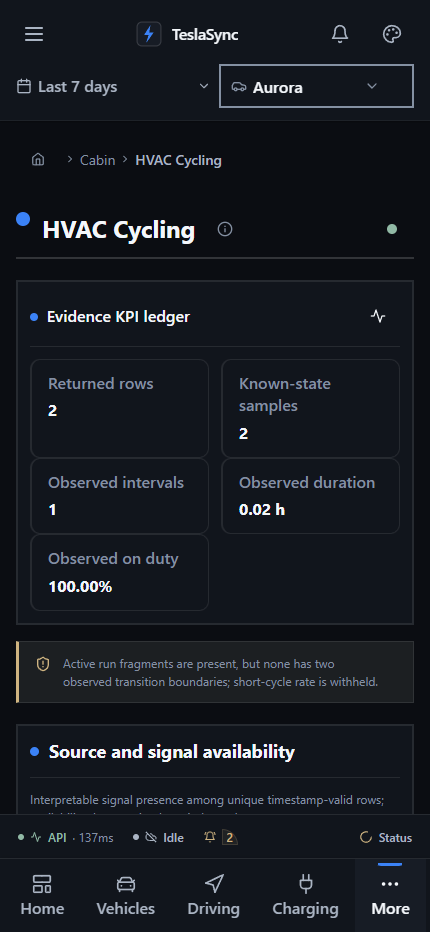 TeslaSync
Last 7 days
Aurora
Cabin
HVAC Cycling
HVAC Cycling
Evidence KPI ledger
Returned rows
2
Known-state
samples
2
Observed intervals
1
Observed duration
0.02 h
Observed on duty
100.00%
Active run fragments are present, but none has two
observed transition boundaries; short-cycle rate is withheld.
Source and signal availability
Interpretable signal presence among unique timestamp-valid rows;
API · 137ms
Idle
2
Status
Home
Vehicles
Driving
Charging
More